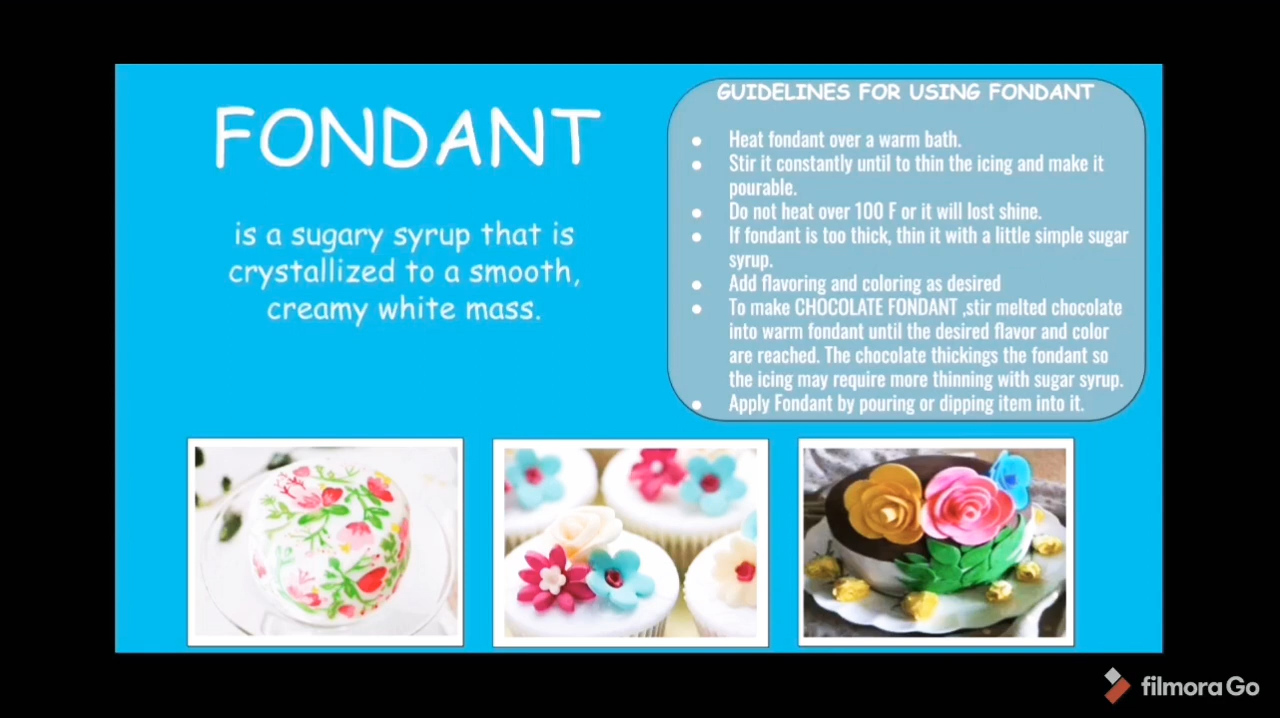 FONDANT
is a sugary syrup that is
crystallized to a smooth,
creamy white mass.
GUIDELINES FOR USING FONDANT
● Heat fondant over a warm bath.
● Stir it constantly until to thin the icing and make it
pourable.
● Do not heat over 100 F or it will lost shine.
● If fondant is too thick, thin it with a little simple sugar
syrup.
● Add flavoring and coloring as desired
● To make CHOCOLATE FONDANT ,stir melted chocolate
into warm fondant until the desired flavor and color
are reached. The chocolate thickings the fondant so
the icing may require more thinning with sugar syrup.
● Apply Fondant by pouring or dipping item into it.
filmoraGo